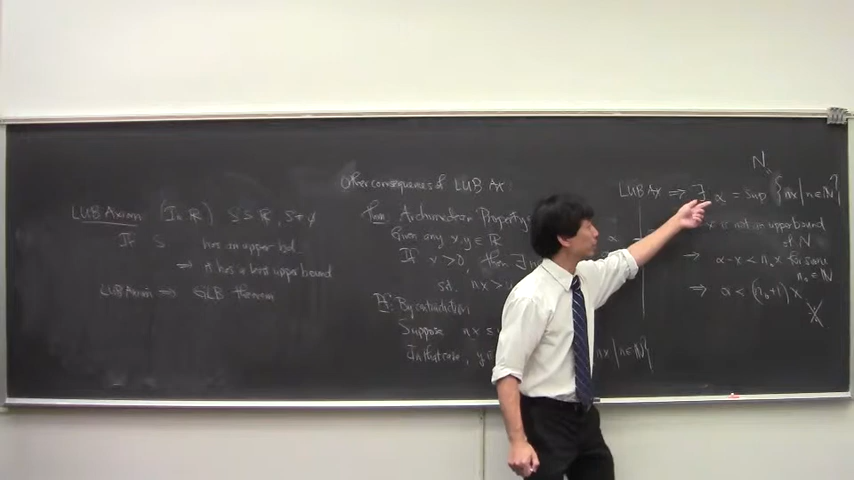 LUB Axiom (In ℝ) S ⊆ ℝ, S ≠ ∅
If S has an upper bd
⇒ it has a least upper bound
LUB Axiom ⇒ GLB theorem
Other consequences of LUB Ax
Thm Archimedean Property
Given any x, y ∈ ℝ
If x > 0, then ∃
s.t. nx >
Pf: By contradiction
Suppose nx ≤
In that case, y
nx | n ∈ ℕ}
ℕ
LUB Ax ⇒ ∃ α = Sup {nx | n ∈ ℕ}
x is not an upper bound
of ℕ
⇒ α - x < n₀x for some
n₀ ∈ ℕ
⇒ α < (n₀+1)x